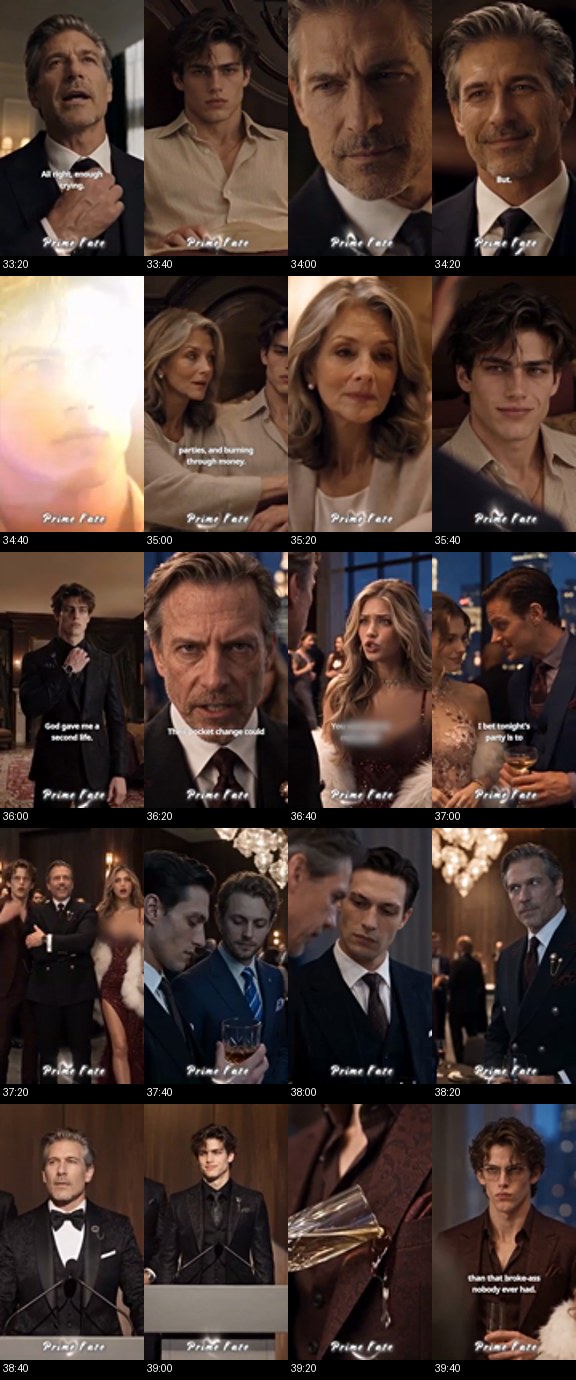 All right, enough
crying.
Prime Fate
Prime Fate
Prime Fate
But.
Prime Fate
33:20
33:40
34:00
34:20
Prime Fate
parties, and burning
through money.
Prime Fate
Prime Fate
Prime Fate
34:40
35:00
35:20
35:40
God gave me a
second life.
Prime Fate
pocket change could
Prime Fate
You
Prime Fate
I bet tonight's
party is to
Prime Fate
36:00
36:20
36:40
37:00
Prime Fate
Prime Fate
Prime Fate
Prime Fate
37:20
37:40
38:00
38:20
Prime Fate
Prime Fate
Prime Fate
than that broke-ass
nobody ever had.
Prime Fate
38:40
39:00
39:20
39:40